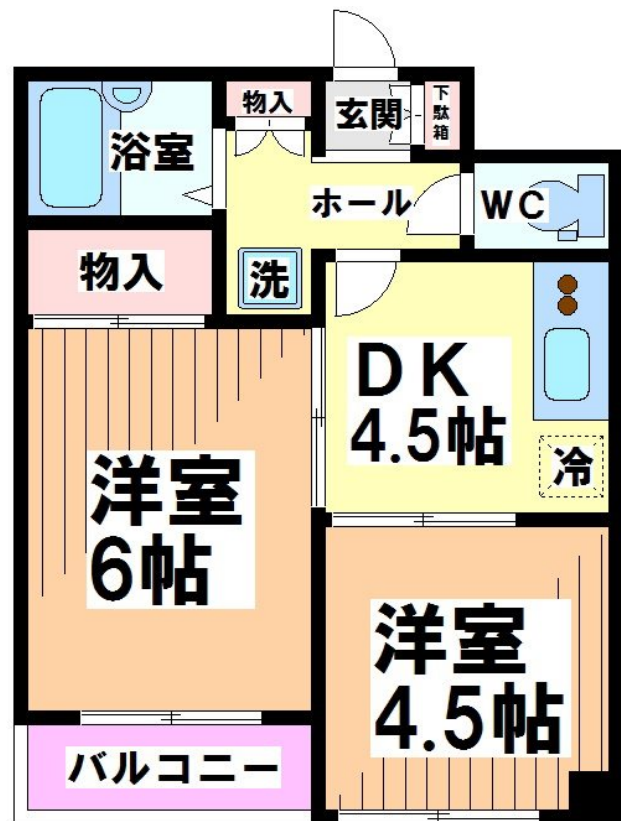 物入
玄関
下駄箱
浴室
ホール
WC
物入
洗
DK
4.5帖
冷
洋室
6帖
洋室
4.5帖
バルコニー